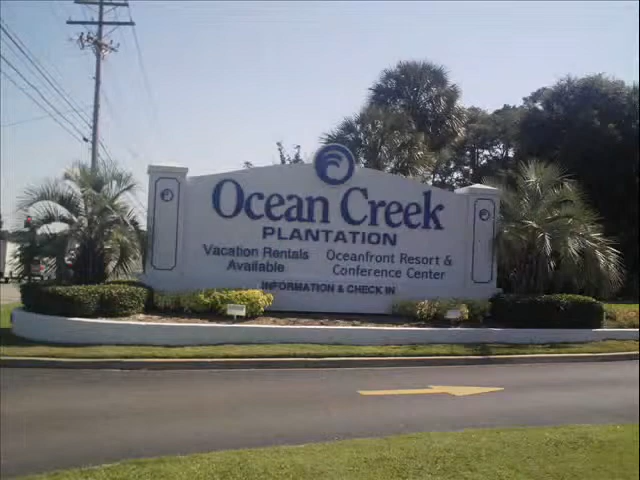 Ocean Creek
PLANTATION
Vacation Rentals
Available
Oceanfront Resort &
Conference Center
INFORMATION & CHECK IN